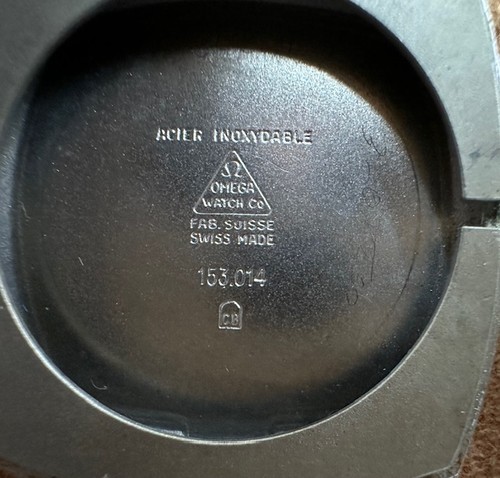 ACIER INOXYDABLE
Ω
OMEGA
WATCH Co
FAB. SUISSE
SWISS MADE
153.014
CB